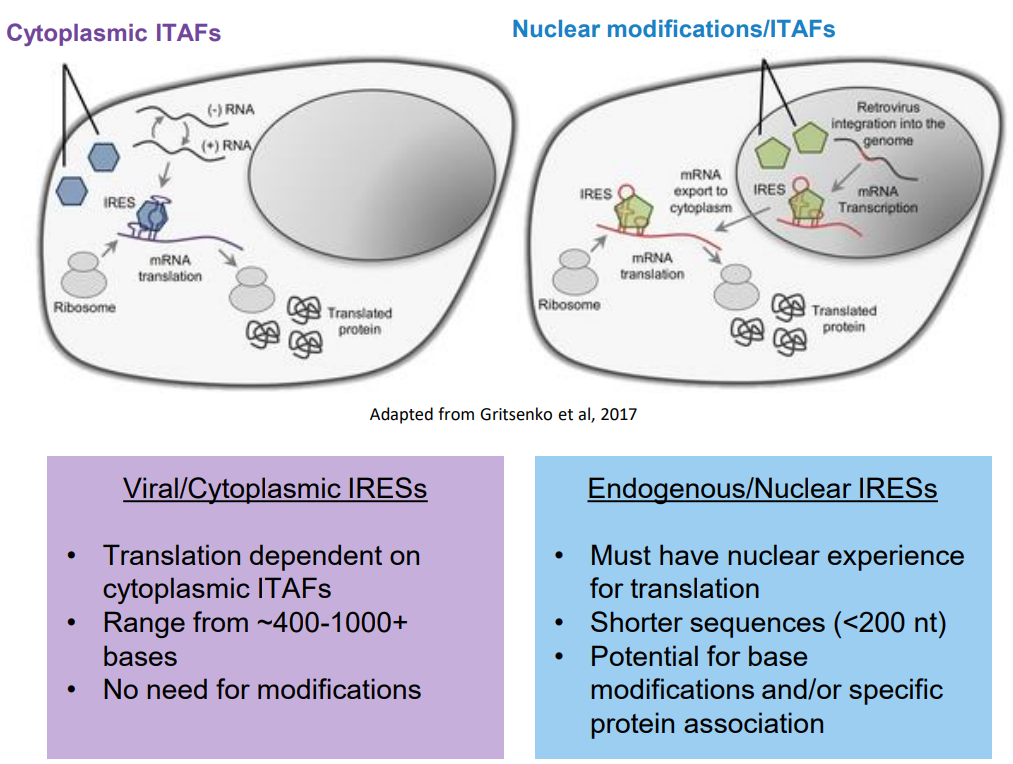 Cytoplasmic ITAFs
(-) RNA
(+) RNA
IRES
mRNA
translation
Ribosome
Translated
protein
Nuclear modifications/ITAFs
Retrovirus
integration into the
genome
mRNA
export to
cytoplasm
IRES
IRES
mRNA
Transcription
mRNA
translation
Ribosome
Translated
protein
Adapted from Gritsenko et al, 2017
Viral/Cytoplasmic IRESs
• Translation dependent on
cytoplasmic ITAFs
• Range from ~400-1000+
bases
• No need for modifications
Endogenous/Nuclear IRESs
• Must have nuclear experience
for translation
• Shorter sequences (<200 nt)
• Potential for base
modifications and/or specific
protein association